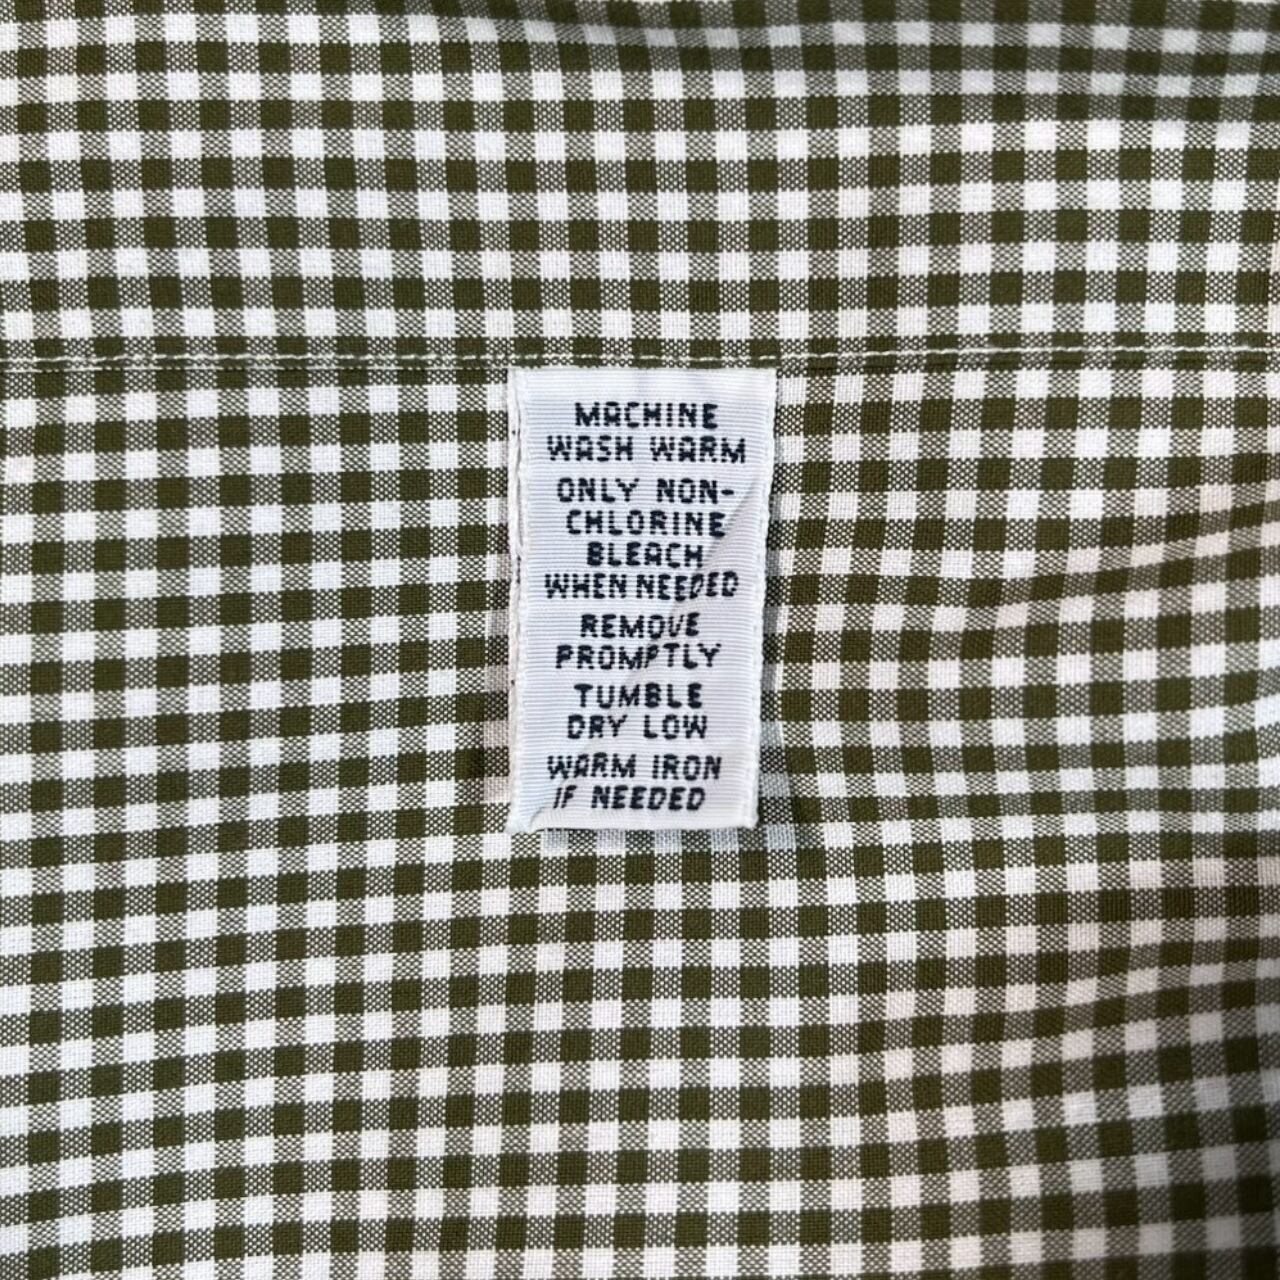 MACHINE
WASH WARM
ONLY NON-
CHLORINE
BLEACH
WHEN NEEDED
REMOVE
PROMPTLY
TUMBLE
DRY LOW
WARM IRON
IF NEEDED